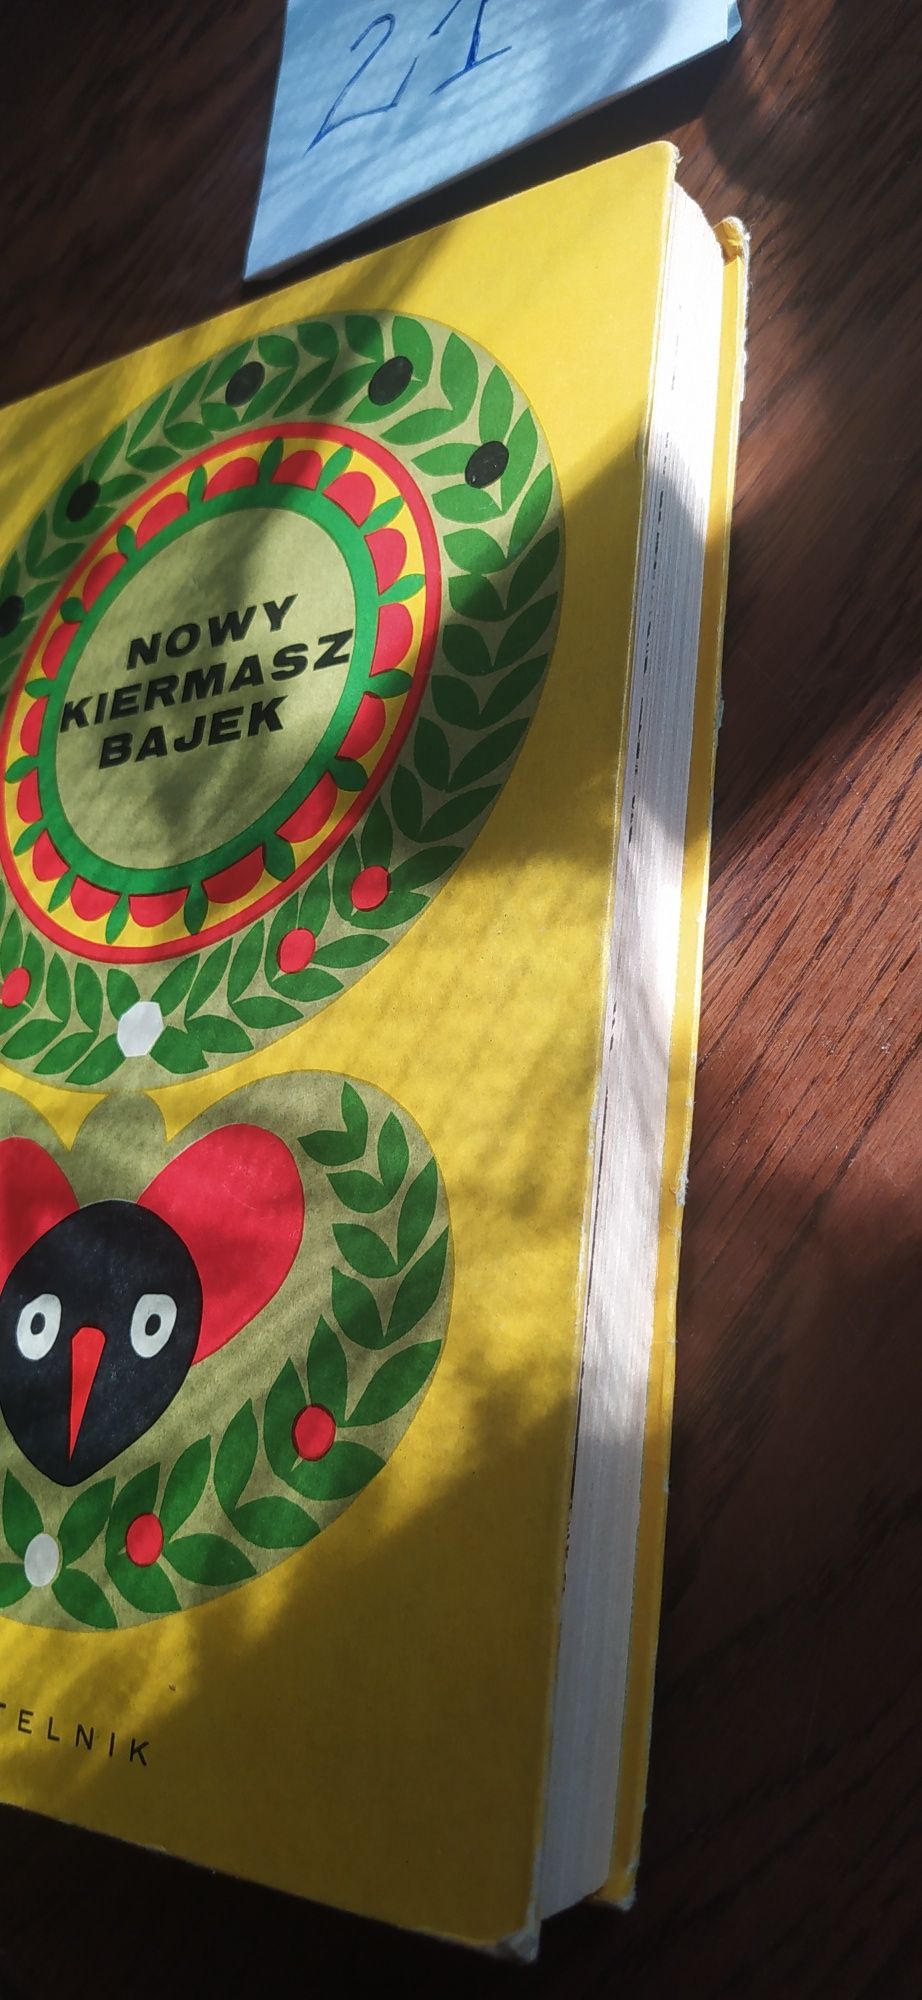 21
NOWY
KIERMASZ
BAJEK
TELNIK